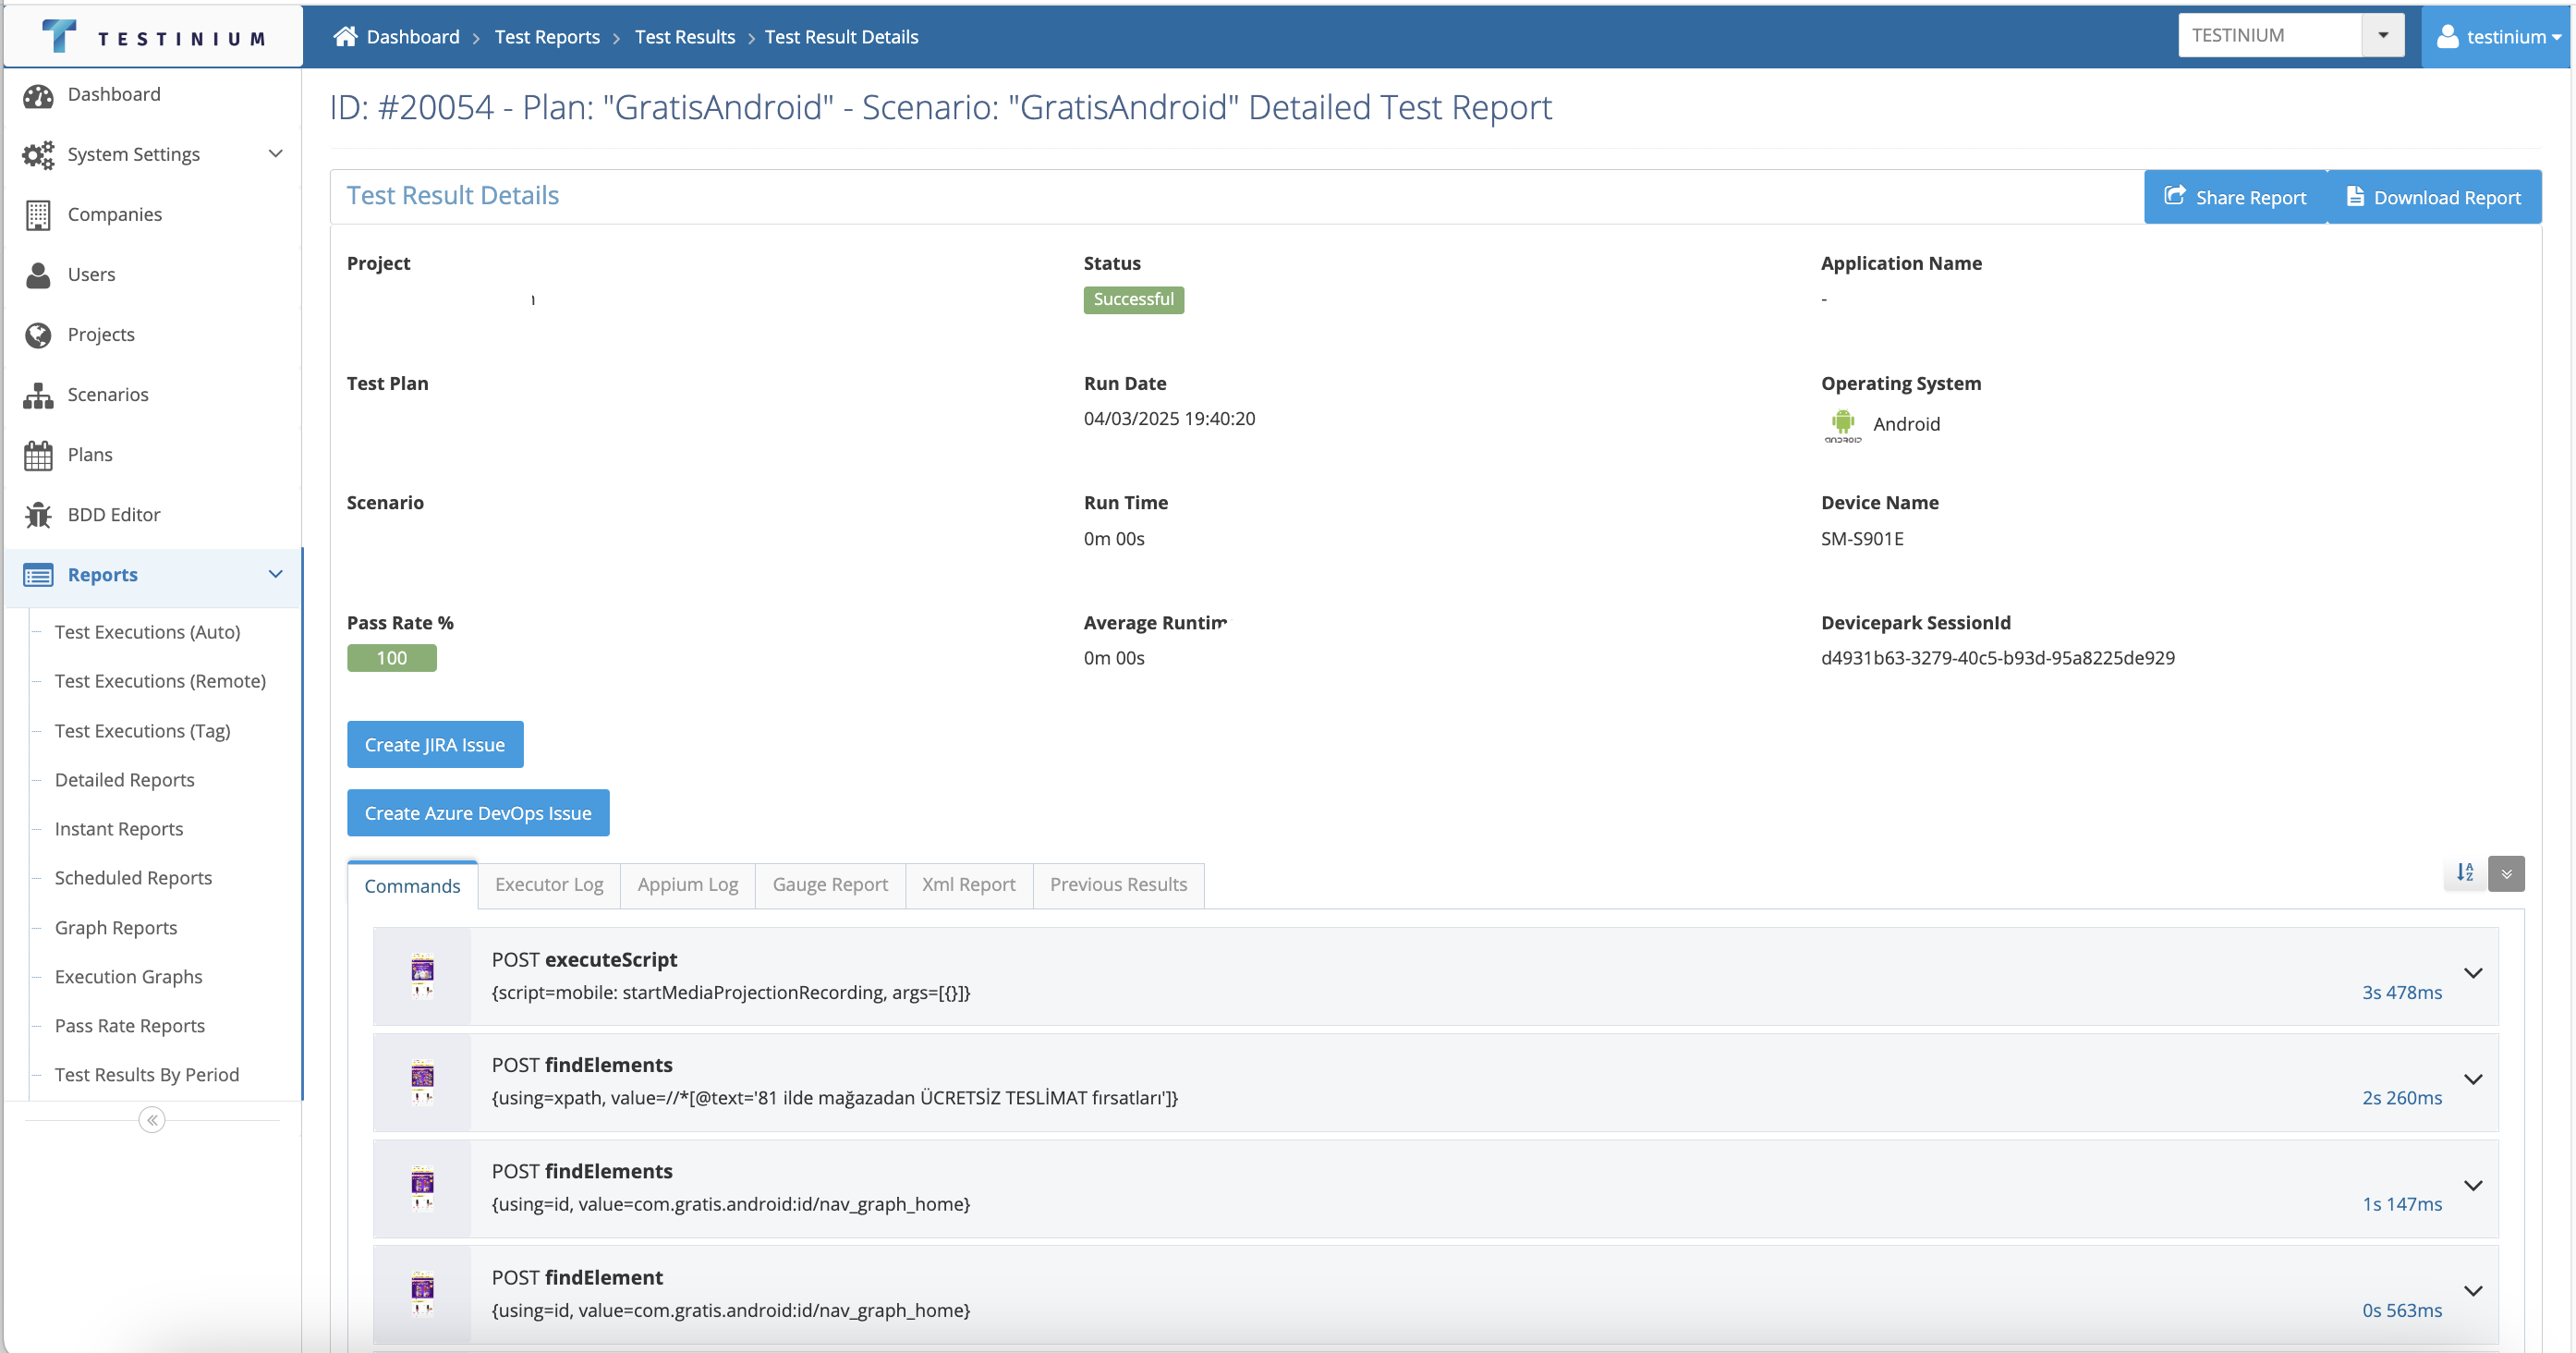 TESTINIUM
Dashboard > Test Reports > Test Results > Test Result Details
TESTINIUM
testinium
Dashboard
System Settings
Companies
Users
Projects
Scenarios
Plans
BDD Editor
Reports
Test Executions (Auto)
Test Executions (Remote)
Test Executions (Tag)
Detailed Reports
Instant Reports
Scheduled Reports
Graph Reports
Execution Graphs
Pass Rate Reports
Test Results By Period
ID: #20054 - Plan: "GratisAndroid" - Scenario: "GratisAndroid" Detailed Test Report
Test Result Details
Share Report
Download Report
Project
Status
Successful
Application Name
-
Test Plan
Run Date
04/03/2025 19:40:20
Operating System
ANDROID
Android
Scenario
Run Time
0m 00s
Device Name
SM-S901E
Pass Rate %
100
Average
0m 00s
Devicepark SessionId
d4931b63-3279-40c5-b93d-95a8225de929
Create JIRA Issue
Create Azure DevOps Issue
Commands
Executor Log
Appium Log
Gauge Report
Xml Report
Previous Results
POST executeScript
{script=mobile: startMediaProjectionRecording, args=[{}]}
3s 478ms
POST findElements
{using=xpath, value=//*[@text='81 ilde mağazadan ÜCRETSİZ TESLİMAT fırsatları']}
2s 260ms
POST findElements
{using=id, value=com.gratis.android:id/nav_graph_home}
1s 147ms
POST findElement
{using=id, value=com.gratis.android:id/nav_graph_home}
0s 563ms